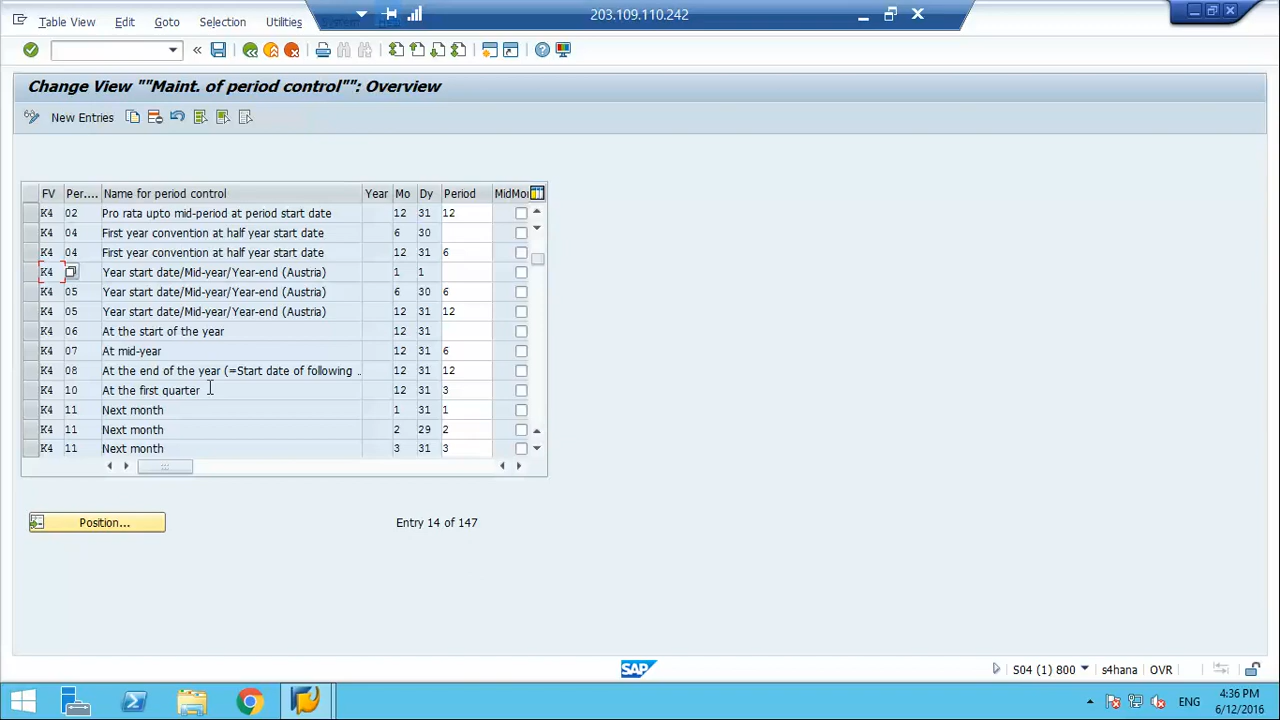 203.109.110.242
Table View Edit Goto Selection Utilities System Help
Change View ""Maint. of period control"": Overview
New Entries
FV Per.... Name for period control Year Mo Dy Period MidMon
K4 02 Pro rata upto mid-period at period start date 12 31 12
K4 04 First year convention at half year start date 6 30
K4 04 First year convention at half year start date 12 31 6
K4 Year start date/Mid-year/Year-end (Austria) 1 1
K4 05 Year start date/Mid-year/Year-end (Austria) 6 30 6
K4 05 Year start date/Mid-year/Year-end (Austria) 12 31 12
K4 06 At the start of the year 12 31
K4 07 At mid-year 12 31 6
K4 08 At the end of the year (=Start date of following .. 12 31 12
K4 10 At the first quarter 12 31 3
K4 11 Next month 1 31 1
K4 11 Next month 2 29 2
K4 11 Next month 3 31 3
Position... Entry 14 of 147
SAP S04 (1) 800 s4hana OVR
ENG 4:36 PM
6/12/2016